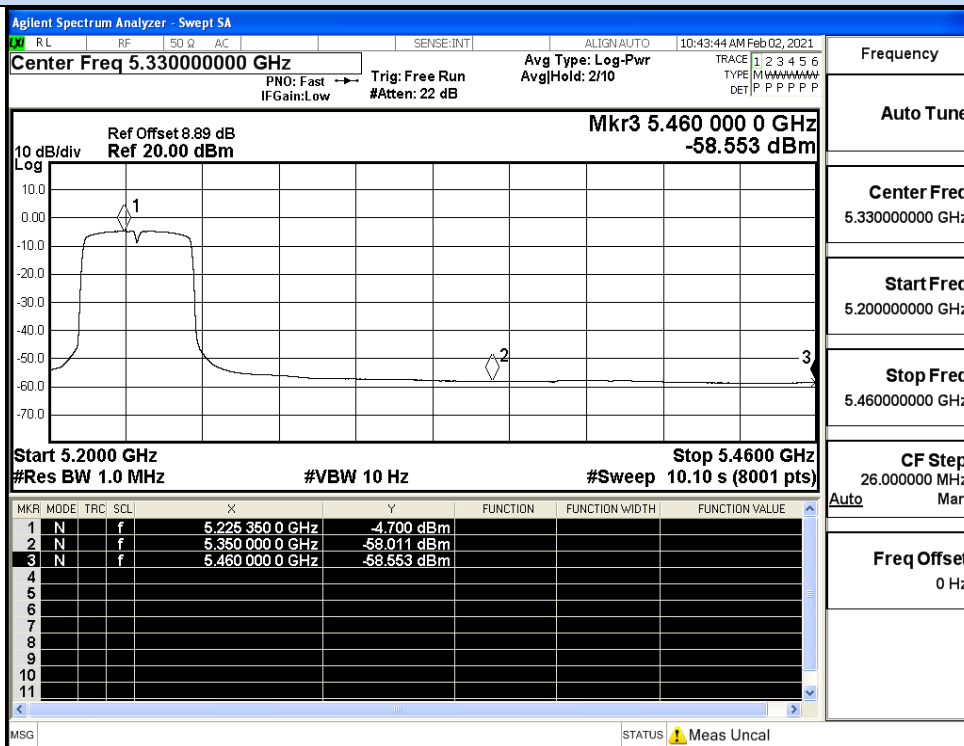 Agilent Spectrum Analyzer - Swept SA
LXI RL RF 50 Ω AC SENSE:INT ALIGN AUTO 10:43:44 AM Feb 02, 2021
Center Freq 5.330000000 GHz
PNO: Fast
IFGain:Low
Trig: Free Run
#Atten: 22 dB
Avg Type: Log-Pwr
Avg|Hold: 2/10
TRACE 1 2 3 4 5 6
TYPE M WWWWW
DET P P P P P P
Ref Offset 8.89 dB
10 dB/div Ref 20.00 dBm
Log
Mkr3 5.460 000 0 GHz
-58.553 dBm
10.0
0.00
-10.0
-20.0
-30.0
-40.0
-50.0
-60.0
-70.0
1
2
3
Start 5.2000 GHz Stop 5.4600 GHz
#Res BW 1.0 MHz #VBW 10 Hz #Sweep 10.10 s (8001 pts)
MKR MODE TRC SCL X Y FUNCTION FUNCTION WIDTH FUNCTION VALUE
1 N f 5.225 350 0 GHz -4.700 dBm
2 N f 5.350 000 0 GHz -58.011 dBm
3 N f 5.460 000 0 GHz -58.553 dBm
4
5
6
7
8
9
10
11
MSG STATUS Meas Uncal
Frequency
Auto Tune
Center Freq
5.330000000 GHz
Start Freq
5.200000000 GHz
Stop Freq
5.460000000 GHz
CF Step
26.000000 MHz
Auto Man
Freq Offset
0 Hz